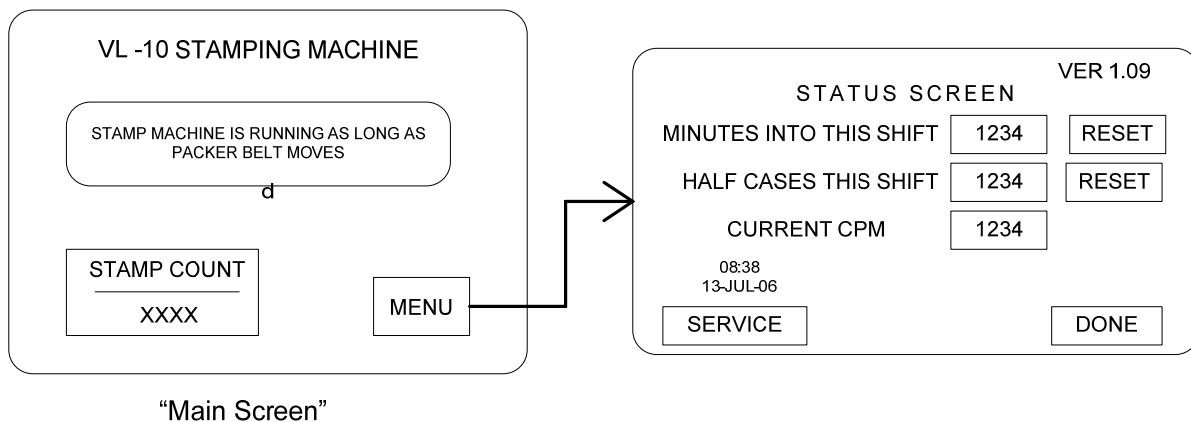 VL -10 STAMPING MACHINE
STAMP MACHINE IS RUNNING AS LONG AS
PACKER BELT MOVES
d
STAMP COUNT
XXXX
MENU
“Main Screen”
VER 1.09
STATUS SCREEN
MINUTES INTO THIS SHIFT 1234 RESET
HALF CASES THIS SHIFT 1234 RESET
CURRENT CPM 1234
08:38
13-JUL-06
SERVICE DONE